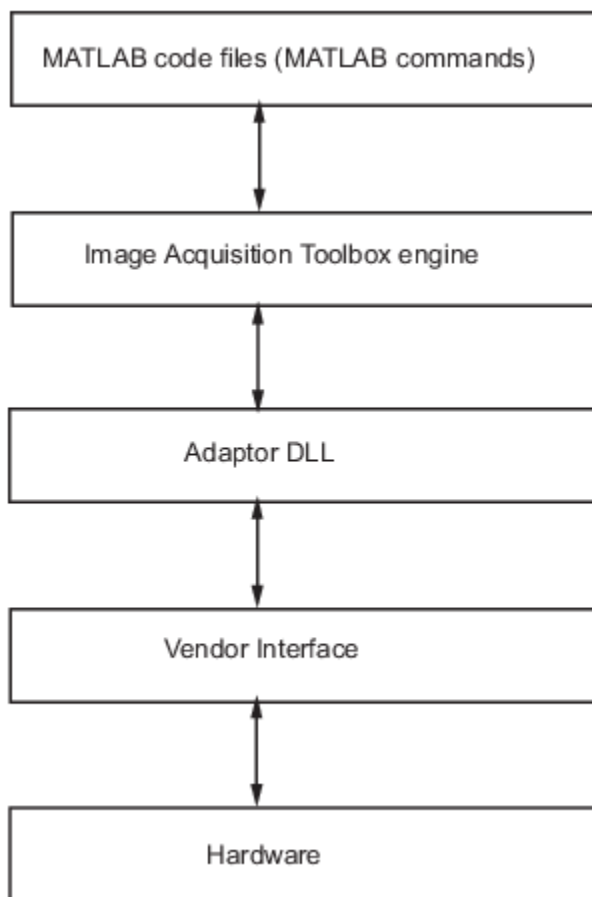 MATLAB code files (MATLAB commands)
Image Acquisition Toolbox engine
Adaptor DLL
Vendor Interface
Hardware